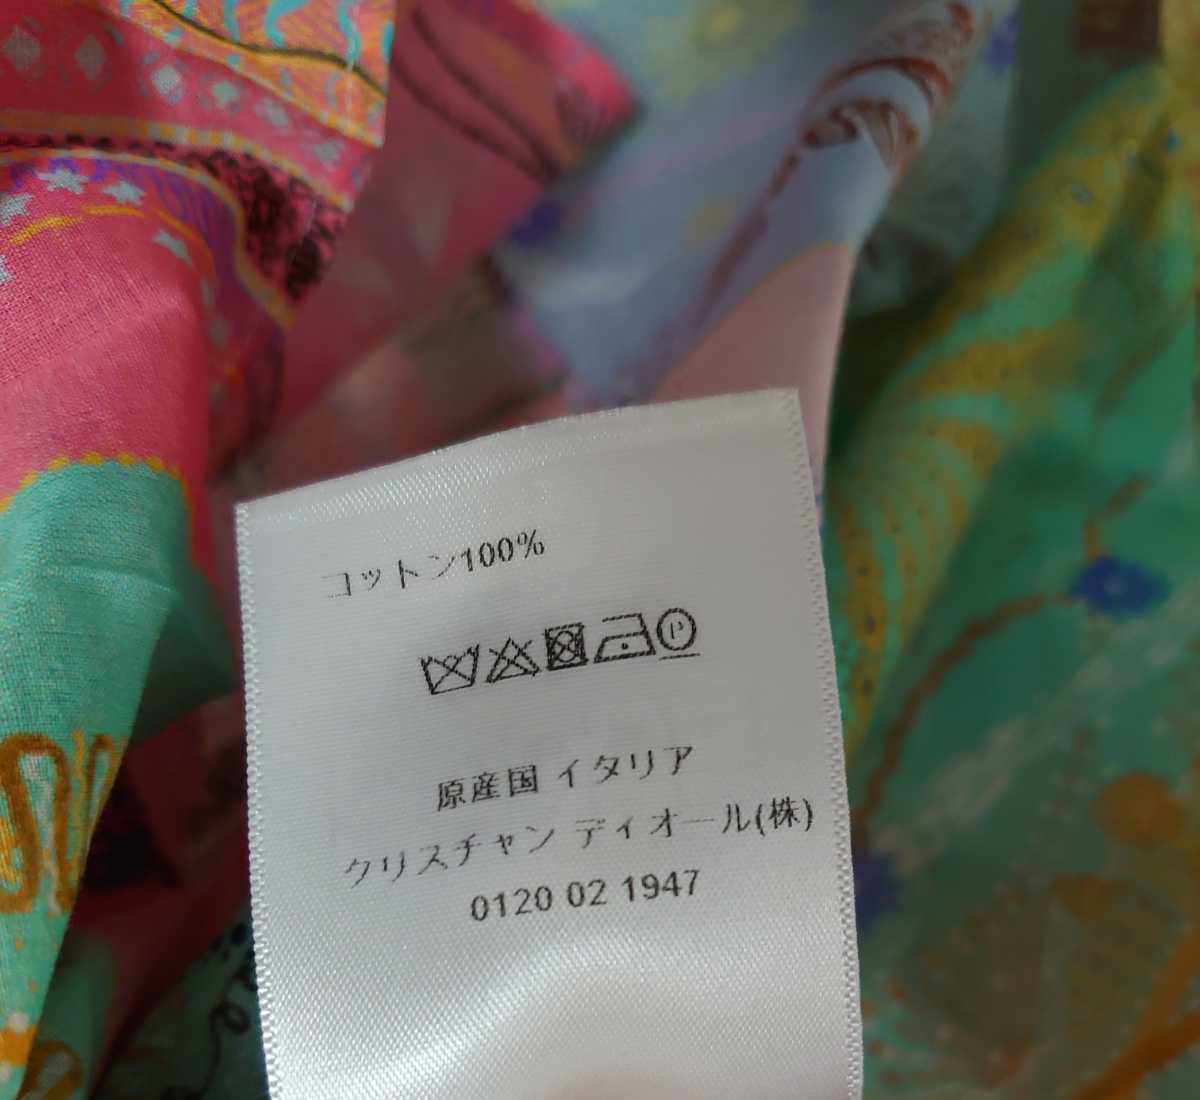 コットン100%
P
原産国 イタリア
クリスチャン ディオール(株)
0120 02 1947